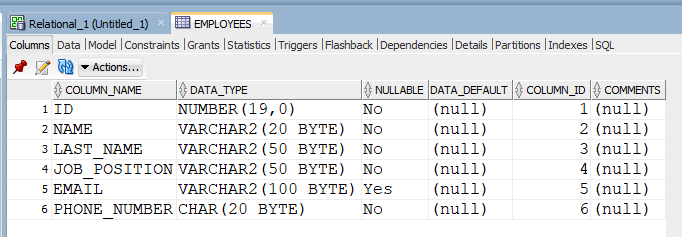 Relational_1 (Untitled_1) × EMPLOYEES ×
Columns Data Model Constraints Grants Statistics Triggers Flashback Dependencies Details Partitions Indexes SQL
Actions...
COLUMN_NAME DATA_TYPE NULLABLE DATA_DEFAULT COLUMN_ID COMMENTS
1 ID NUMBER(19,0) No (null) 1 (null)
2 NAME VARCHAR2(20 BYTE) No (null) 2 (null)
3 LAST_NAME VARCHAR2(50 BYTE) No (null) 3 (null)
4 JOB_POSITION VARCHAR2(50 BYTE) No (null) 4 (null)
5 EMAIL VARCHAR2(100 BYTE) Yes (null) 5 (null)
6 PHONE_NUMBER CHAR(20 BYTE) No (null) 6 (null)